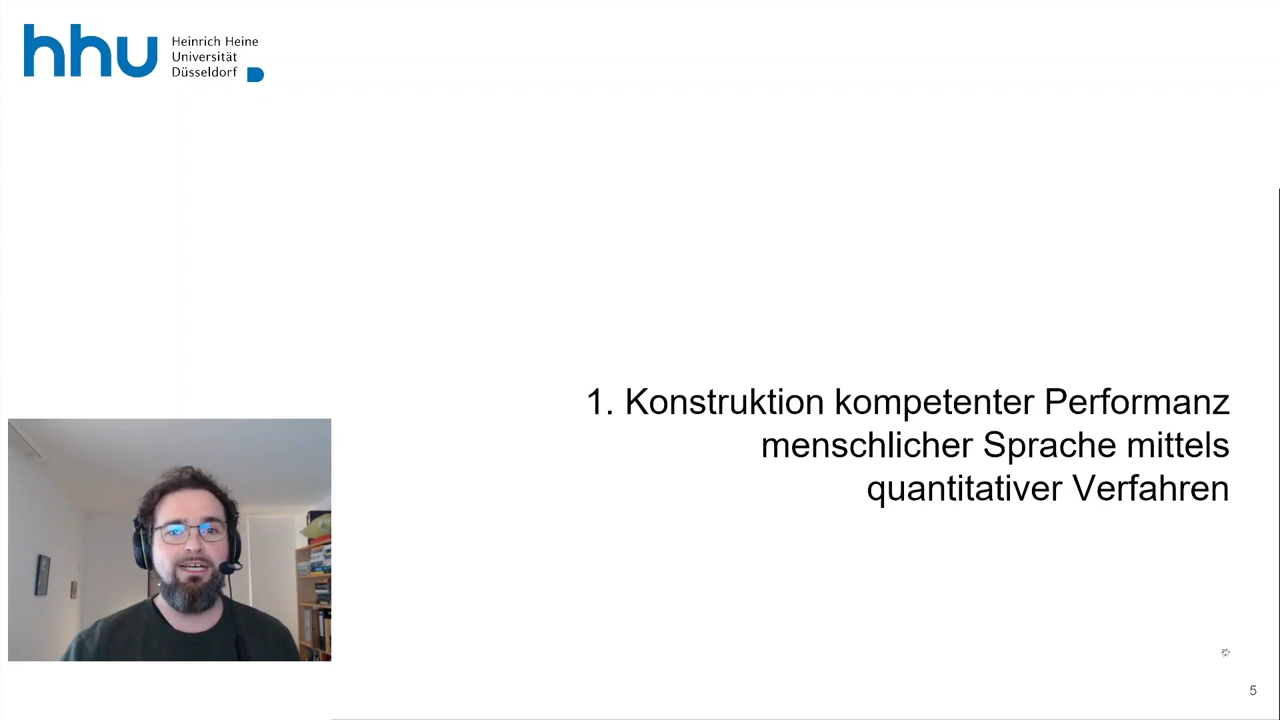 hhu
Heinrich Heine
Universität
Düsseldorf
1. Konstruktion kompetenter Performanz
menschlicher Sprache mittels
quantitativer Verfahren
5